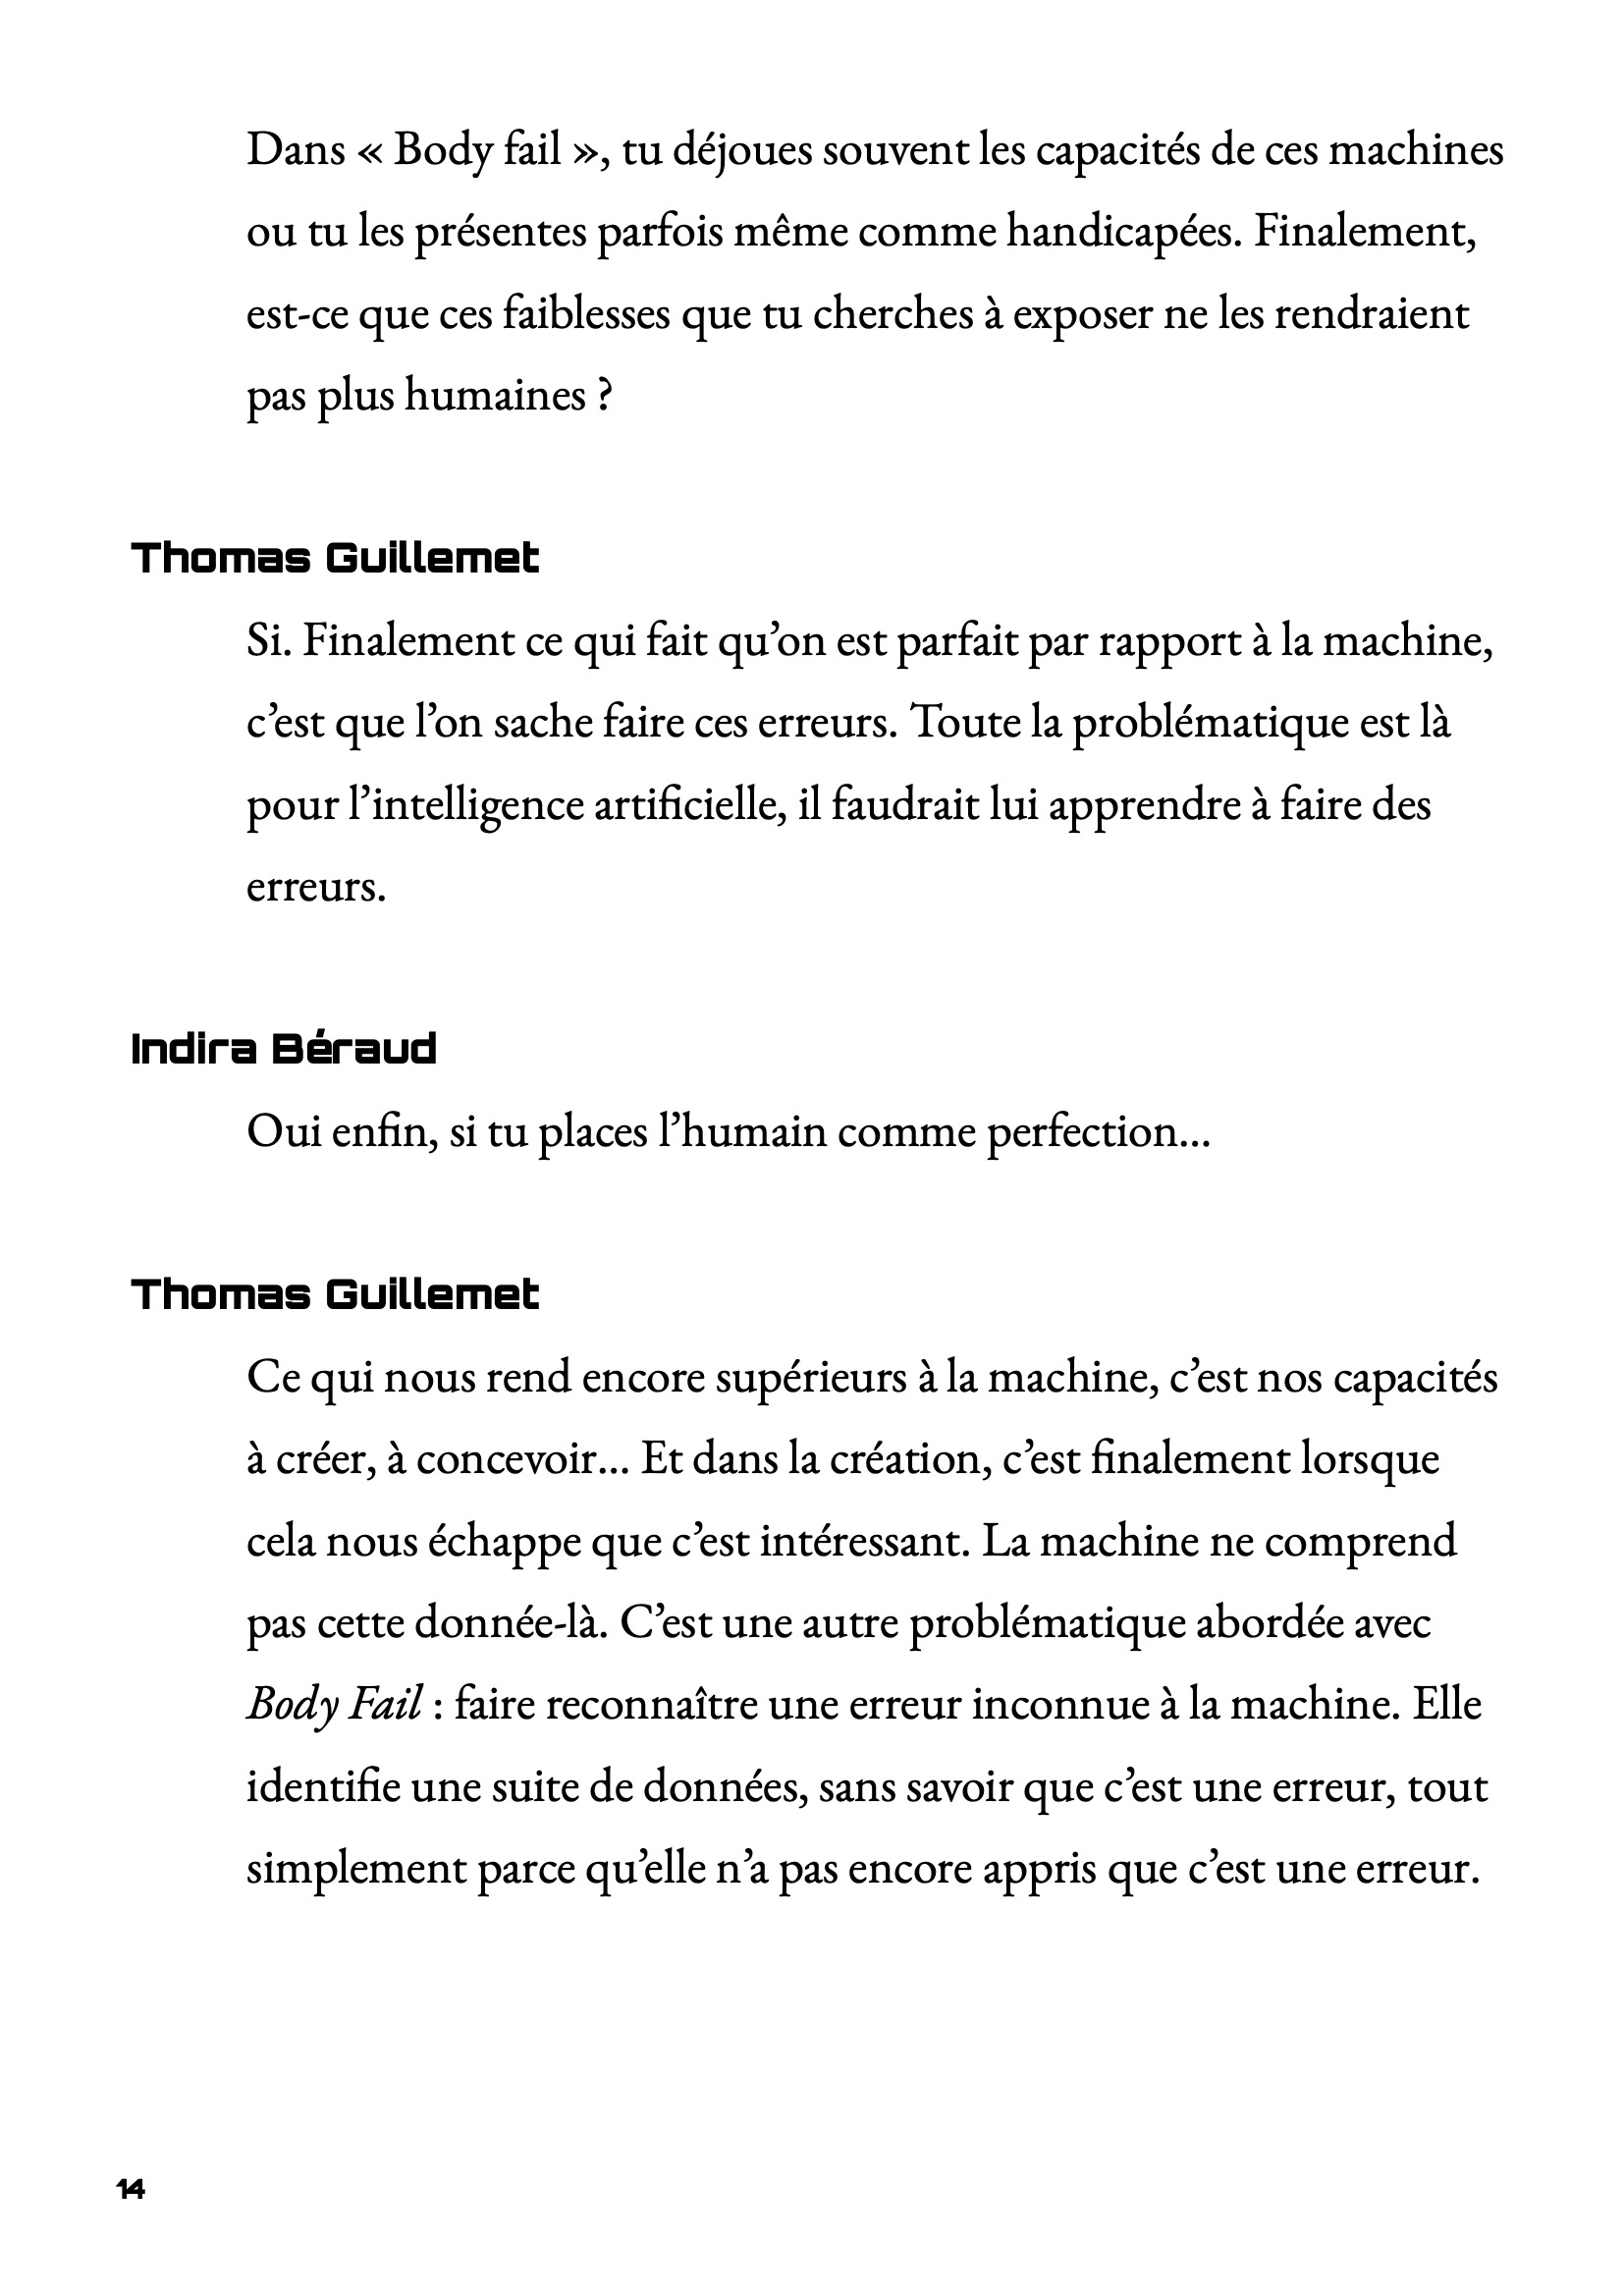 Dans « Body fail », tu déjoues souvent les capacités de ces machines
ou tu les présentes parfois même comme handicapées. Finalement,
est-ce que ces faiblesses que tu cherches à exposer ne les rendraient
pas plus humaines ?
Thomas Guillemet
Si. Finalement ce qui fait qu’on est parfait par rapport à la machine,
c’est que l’on sache faire ces erreurs. Toute la problématique est là
pour l’intelligence artificielle, il faudrait lui apprendre à faire des
erreurs.
Indira Béraud
Oui enfin, si tu places l’humain comme perfection...
Thomas Guillemet
Ce qui nous rend encore supérieurs à la machine, c’est nos capacités
à créer, à concevoir... Et dans la création, c’est finalement lorsque
cela nous échappe que c’est intéressant. La machine ne comprend
pas cette donnée-là. C’est une autre problématique abordée avec
Body Fail : faire reconnaître une erreur inconnue à la machine. Elle
identifie une suite de données, sans savoir que c’est une erreur, tout
simplement parce qu’elle n’a pas encore appris que c’est une erreur.
14